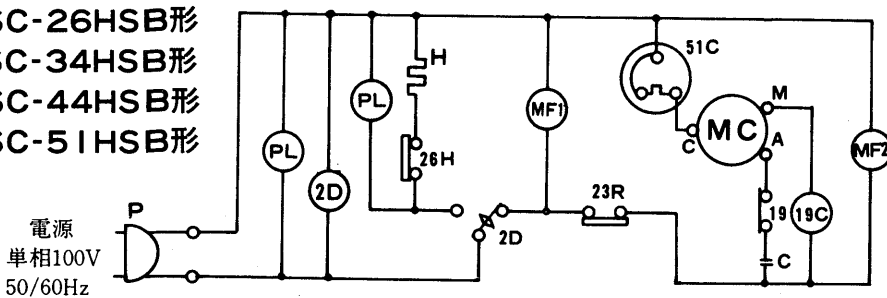 SC-26HSB形
SC-34HSB形
SC-44HSB形
SC-51HSB形
H
51C
PL
MF1
M
MC
C
A
MF2
PL
26H
2D
23R
19
19C
P
2D
C
電源
単相100V
50/60Hz